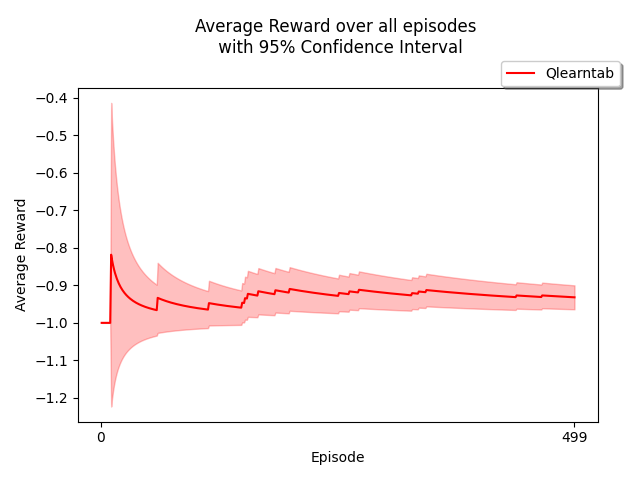 Average Reward over all episodes
with 95% Confidence Interval
Qlearntab
−0.4
−0.5
−0.6
−0.7
−0.8
−0.9
−1.0
−1.1
−1.2
Average Reward
0
499
Episode